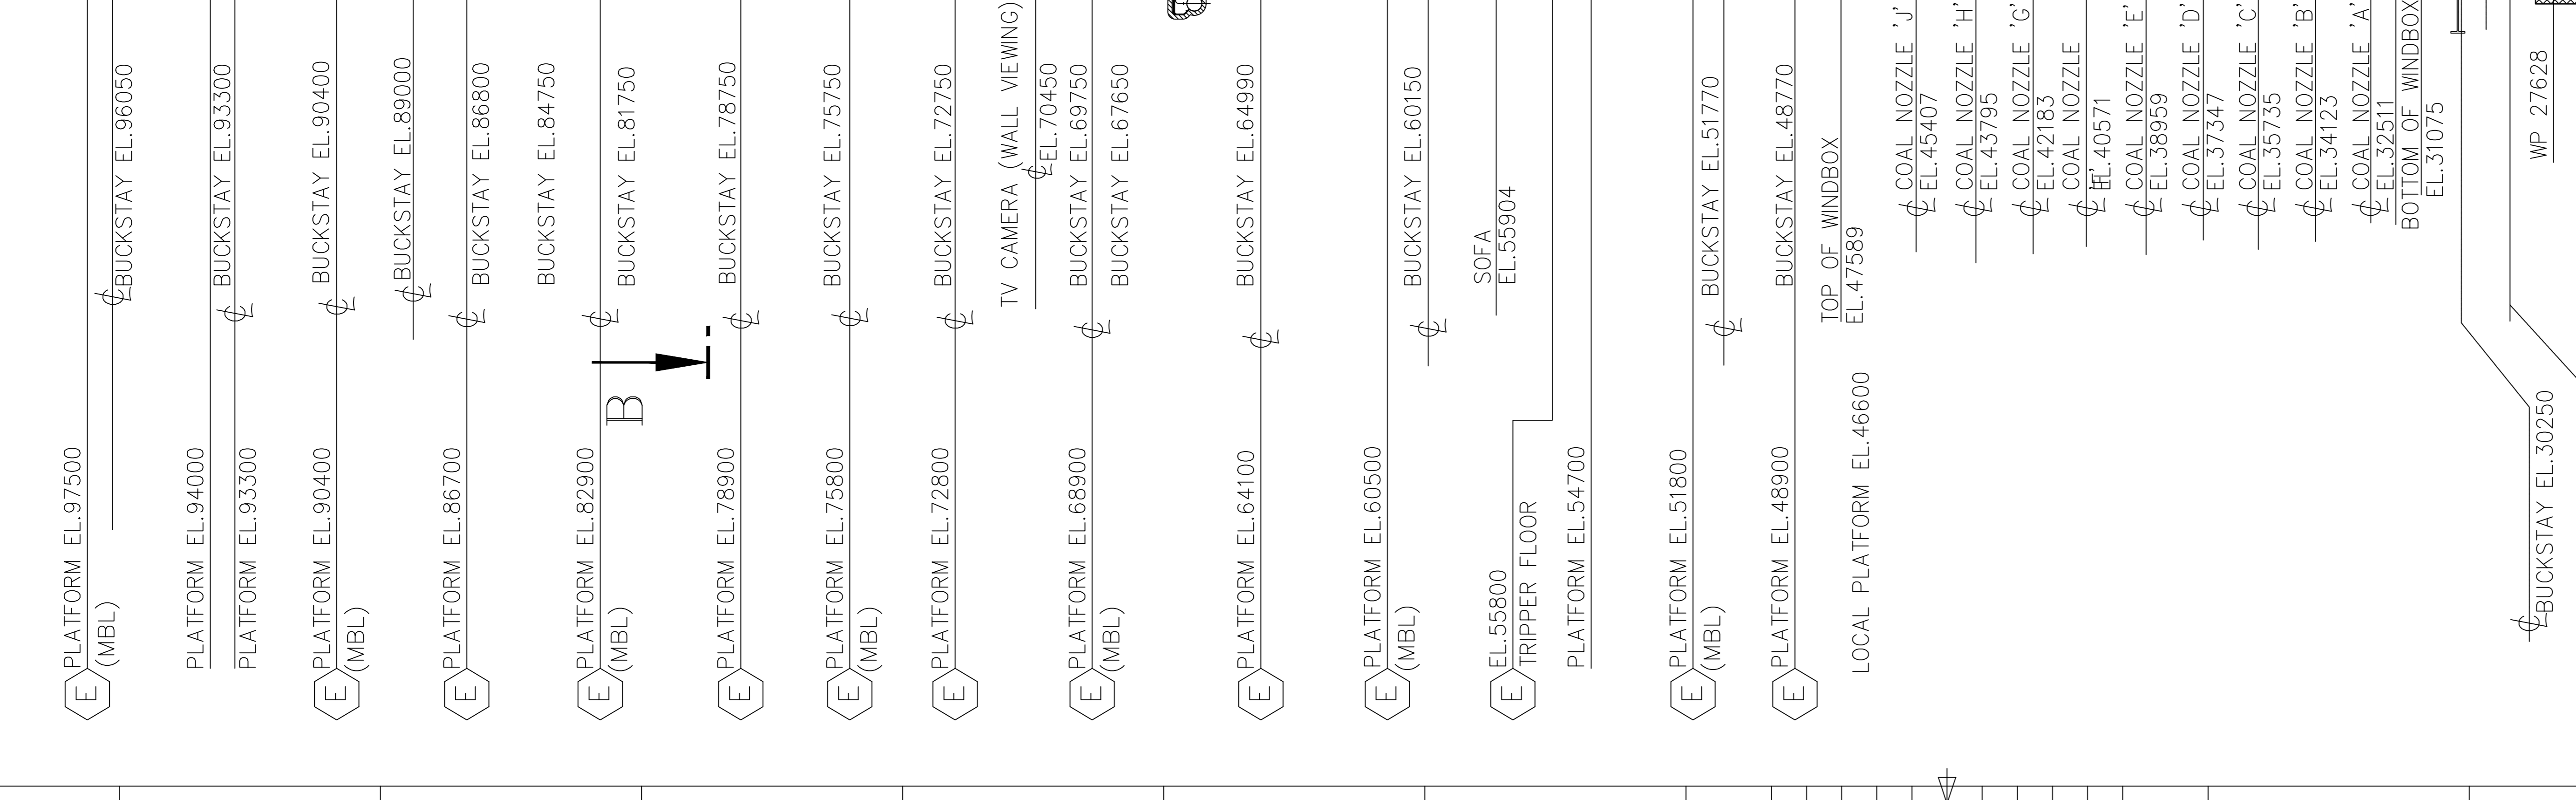 PLATFORM EL.97500
(MBL)
E
BUCKSTAY EL.96050
PLATFORM EL.94000
PLATFORM EL.93300
BUCKSTAY EL.93300
PLATFORM EL.90400
(MBL)
E
BUCKSTAY EL.90400
BUCKSTAY EL.89000
PLATFORM EL.86700
E
BUCKSTAY EL.86800
BUCKSTAY EL.84750
PLATFORM EL.82900
(MBL)
E
BUCKSTAY EL.81750
B
PLATFORM EL.78900
E
BUCKSTAY EL.78750
PLATFORM EL.75800
(MBL)
E
BUCKSTAY EL.75750
PLATFORM EL.72800
E
BUCKSTAY EL.72750
TV CAMERA (WALL VIEWING)
EL.70450
PLATFORM EL.68900
(MBL)
E
BUCKSTAY EL.69750
BUCKSTAY EL.67650
PLATFORM EL.64100
E
BUCKSTAY EL.64990
PLATFORM EL.60500
(MBL)
E
BUCKSTAY EL.60150
SOFA
EL.55904
EL.55800
TRIPPER FLOOR
E
PLATFORM EL.54700
PLATFORM EL.51800
(MBL)
E
BUCKSTAY EL.51770
PLATFORM EL.48900
E
BUCKSTAY EL.48770
TOP OF WINDBOX
EL.47589
LOCAL PLATFORM EL.46600
COAL NOZZLE 'J'
EL.45407
COAL NOZZLE 'H'
EL.43795
COAL NOZZLE 'G'
EL.42183
COAL NOZZLE
EL.40571
COAL NOZZLE 'E'
EL.38959
COAL NOZZLE 'D'
EL.37347
COAL NOZZLE 'C'
EL.35735
COAL NOZZLE 'B'
EL.34123
COAL NOZZLE 'A'
EL.32511
BOTTOM OF WINDBOX
EL.31075
WP 27628
BUCKSTAY EL.30250